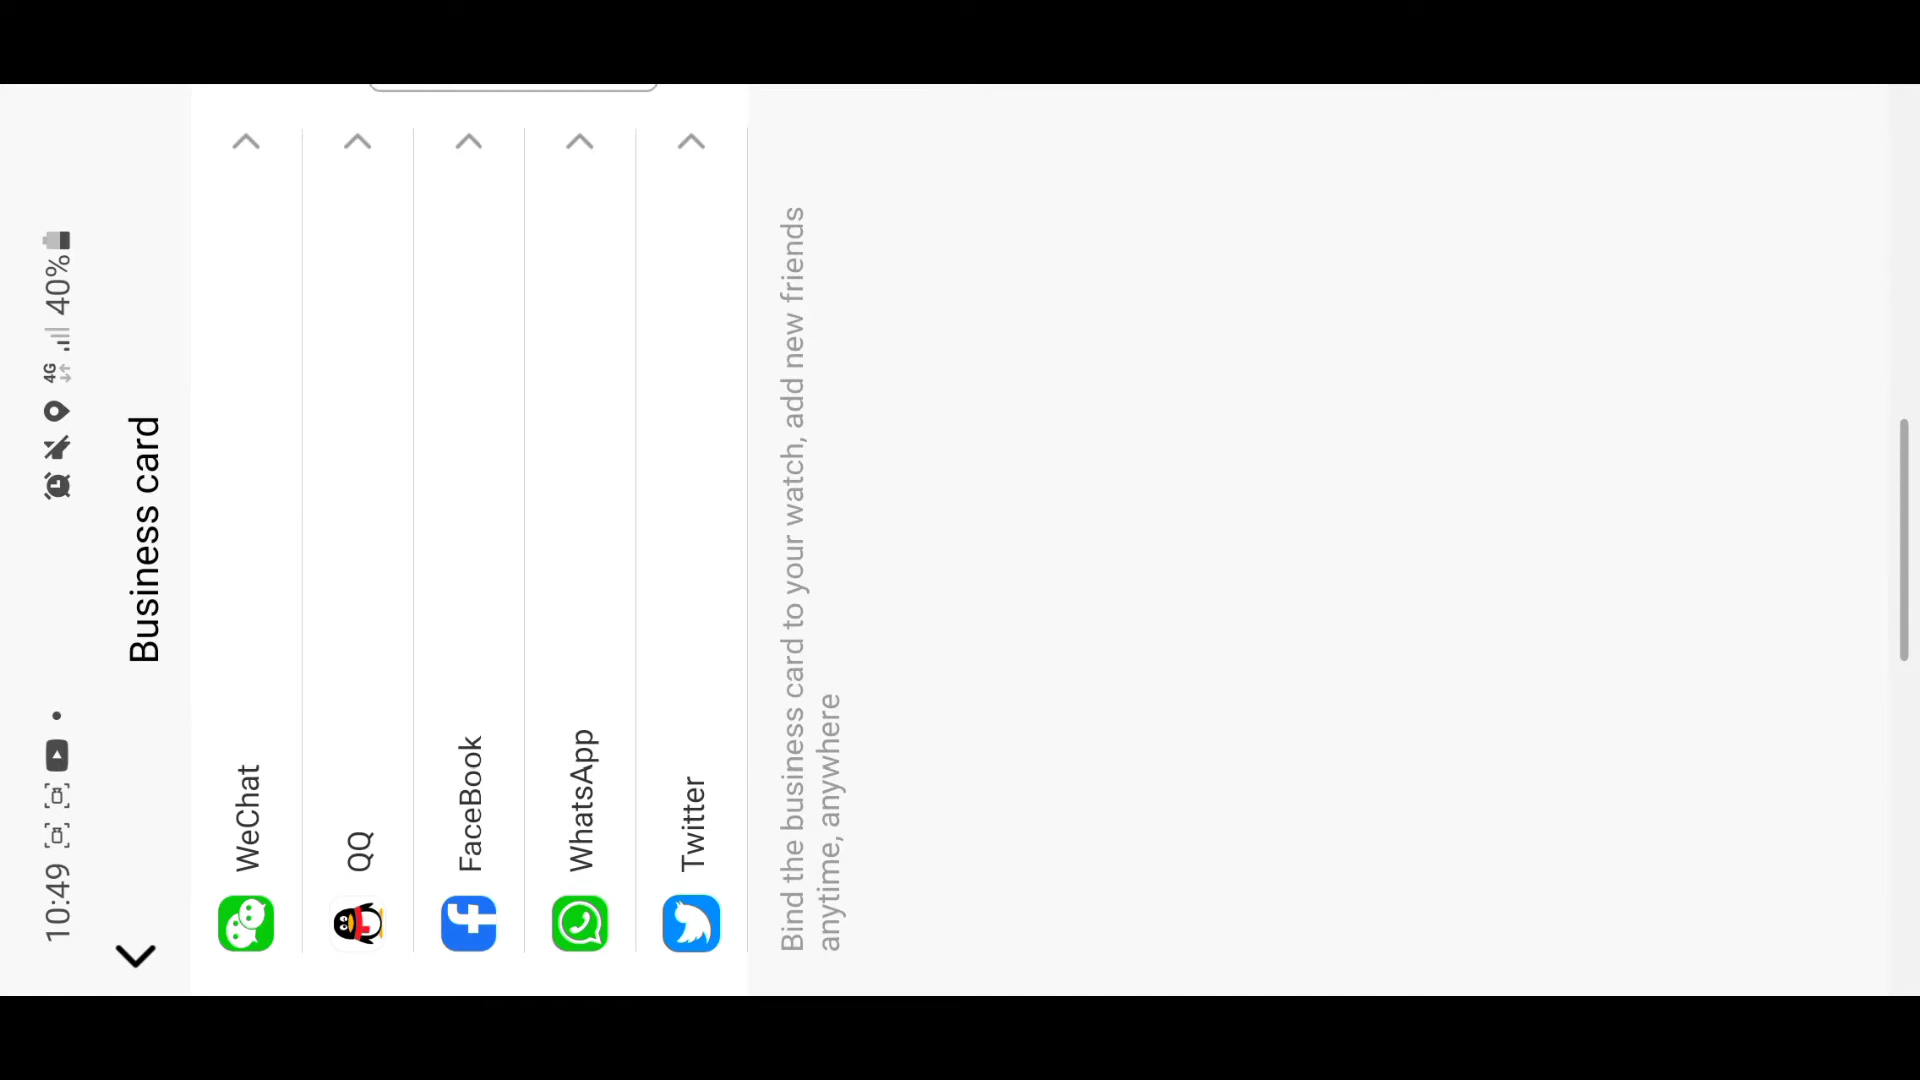 10:49
4G 40%
Business card
WeChat
QQ
FaceBook
WhatsApp
Twitter
Bind the business card to your watch, add new friends
anytime, anywhere